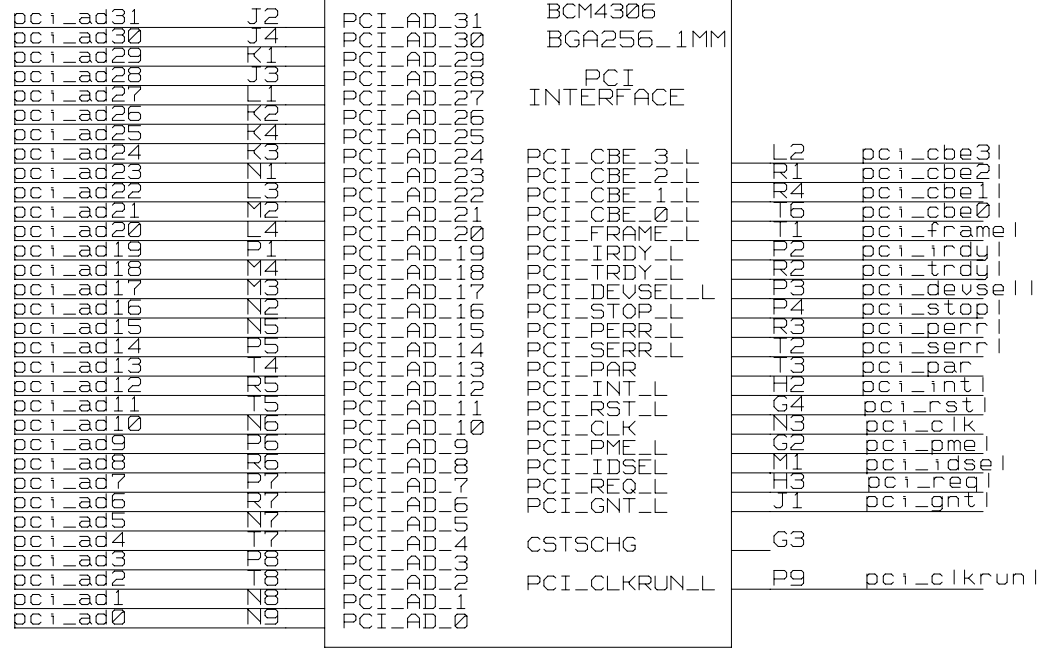 BCM4306
BGA256_1MM
PCI
INTERFACE
pci_ad31 J2 PCI_AD_31
pci_ad30 J4 PCI_AD_30
pci_ad29 K1 PCI_AD_29
pci_ad28 J3 PCI_AD_28
pci_ad27 L1 PCI_AD_27
pci_ad26 K2 PCI_AD_26
pci_ad25 K4 PCI_AD_25
pci_ad24 K3 PCI_AD_24 PCI_CBE_3_L L2 pci_cbe3l
pci_ad23 N1 PCI_AD_23 PCI_CBE_2_L R1 pci_cbe2l
pci_ad22 L3 PCI_AD_22 PCI_CBE_1_L R4 pci_cbe1l
pci_ad21 M2 PCI_AD_21 PCI_CBE_0_L T6 pci_cbe0l
pci_ad20 L4 PCI_AD_20 PCI_FRAME_L T1 pci_framel
pci_ad19 P1 PCI_AD_19 PCI_IRDY_L P2 pci_irdyl
pci_ad18 M4 PCI_AD_18 PCI_TRDY_L R2 pci_trdyl
pci_ad17 M3 PCI_AD_17 PCI_DEVSEL_L P3 pci_devsell
pci_ad16 N2 PCI_AD_16 PCI_STOP_L P4 pci_stopl
pci_ad15 N5 PCI_AD_15 PCI_PERR_L R3 pci_perrl
pci_ad14 P5 PCI_AD_14 PCI_SERR_L T2 pci_serrl
pci_ad13 T4 PCI_AD_13 PCI_PAR T3 pci_par
pci_ad12 R5 PCI_AD_12 PCI_INT_L H2 pci_intl
pci_ad11 T5 PCI_AD_11 PCI_RST_L G4 pci_rstl
pci_ad10 N6 PCI_AD_10 PCI_CLK N3 pci_clk
pci_ad9 P6 PCI_AD_9 PCI_PME_L G2 pci_pmel
pci_ad8 R6 PCI_AD_8 PCI_IDSEL M1 pci_idsel
pci_ad7 P7 PCI_AD_7 PCI_REQ_L H3 pci_reql
pci_ad6 R7 PCI_AD_6 PCI_GNT_L J1 pci_gntl
pci_ad5 N7 PCI_AD_5
pci_ad4 T7 PCI_AD_4 CSTSCHG G3
pci_ad3 P8 PCI_AD_3
pci_ad2 T8 PCI_AD_2 PCI_CLKRUN_L P9 pci_clkrunl
pci_ad1 N8 PCI_AD_1
pci_ad0 N9 PCI_AD_0